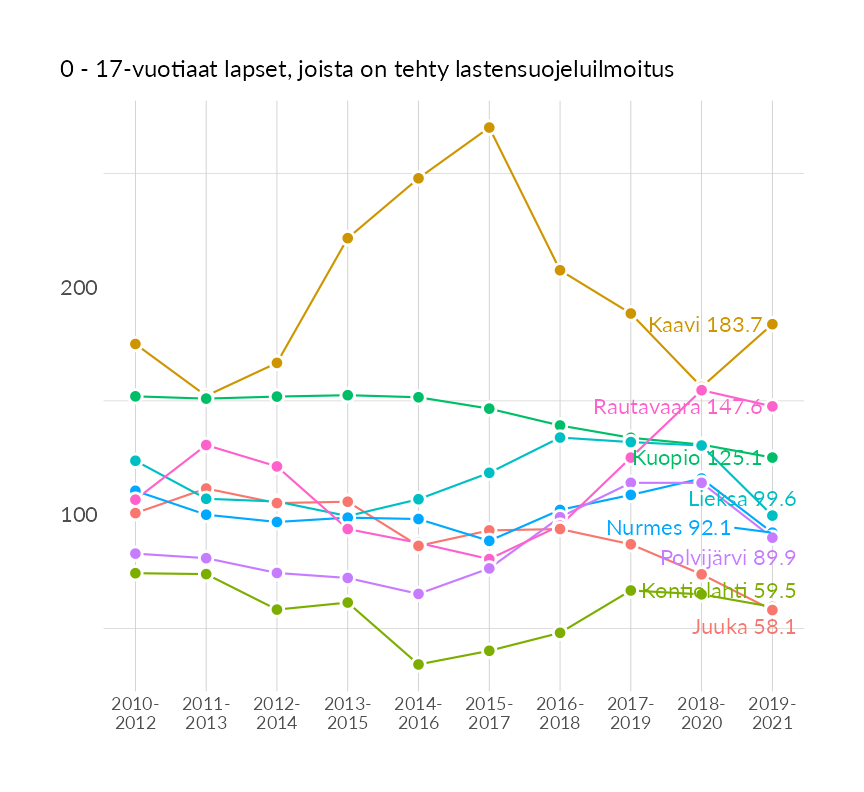 0 - 17-vuotiaat lapset, joista on tehty lastensuojeluilmoitus
200
100
Kaavi 183.7
Rautavaara 147.6
Kuopio 125.1
Lieksa 99.6
Nurmes 92.1
Polvijärvi 89.9
Kontiolahti 59.5
Juuka 58.1
2010- 2011- 2012- 2013- 2014- 2015- 2016- 2017- 2018- 2019-
2012 2013 2014 2015 2016 2017 2018 2019 2020 2021